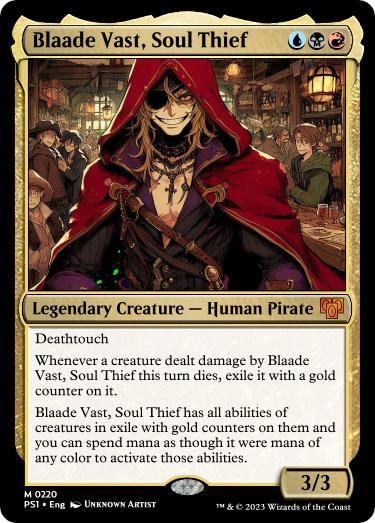 Blaade Vast, Soul Thief
Legendary Creature — Human Pirate
Deathtouch
Whenever a creature dealt damage by Blaade
Vast, Soul Thief this turn dies, exile it with a gold
counter on it.
Blaade Vast, Soul Thief has all abilities of
creatures in exile with gold counters on them and
you can spend mana as though it were mana of
any color to activate those abilities.
3/3
M 0220
PS1 • Eng Unknown Artist
™ & © 2023 Wizards of the Coast